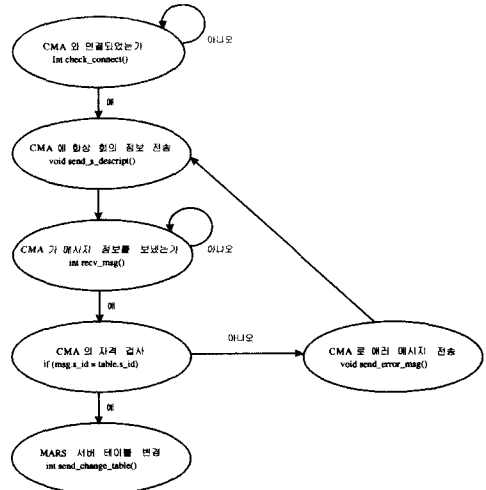 CMA 와 연결되었는가
Int check_connect()
아니오
예
CMA 에 화상 회의 정보 전송
void send_s_descript()
CMA 가 메시지 정보를 보냈는가
int recv_msg()
아니오
예
CMA 의 자격 검사
if (msg.s_id = table.s_id)
아니오
CMA 로 에러 메시지 전송
void send_error_msg()
예
MARS 서버 테이블 변경
int send_change_table()